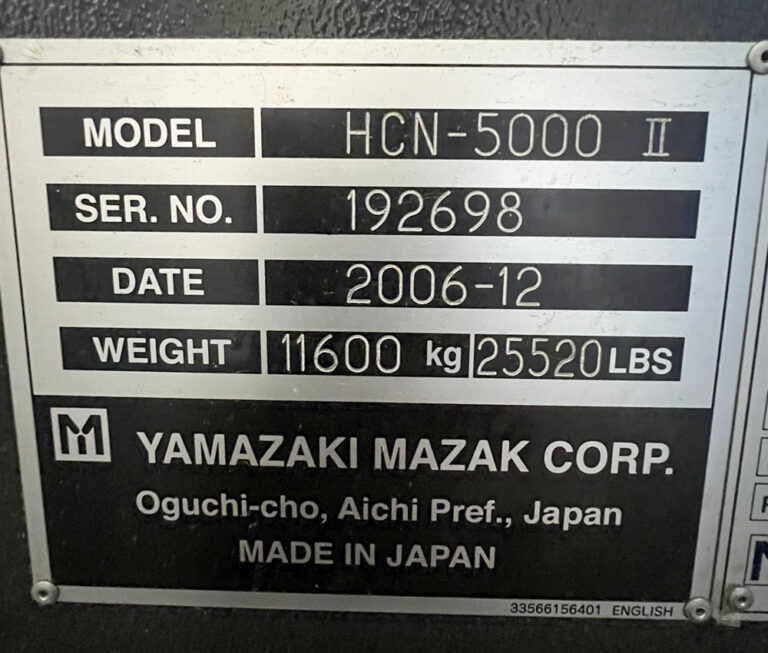 MODEL HCN-5000 II
SER. NO. 192698
DATE 2006-12
WEIGHT 11600 kg 25520 LBS
YAMAZAKI MAZAK CORP.
Oguchi-cho, Aichi Pref., Japan
MADE IN JAPAN
33566156401 ENGLISH